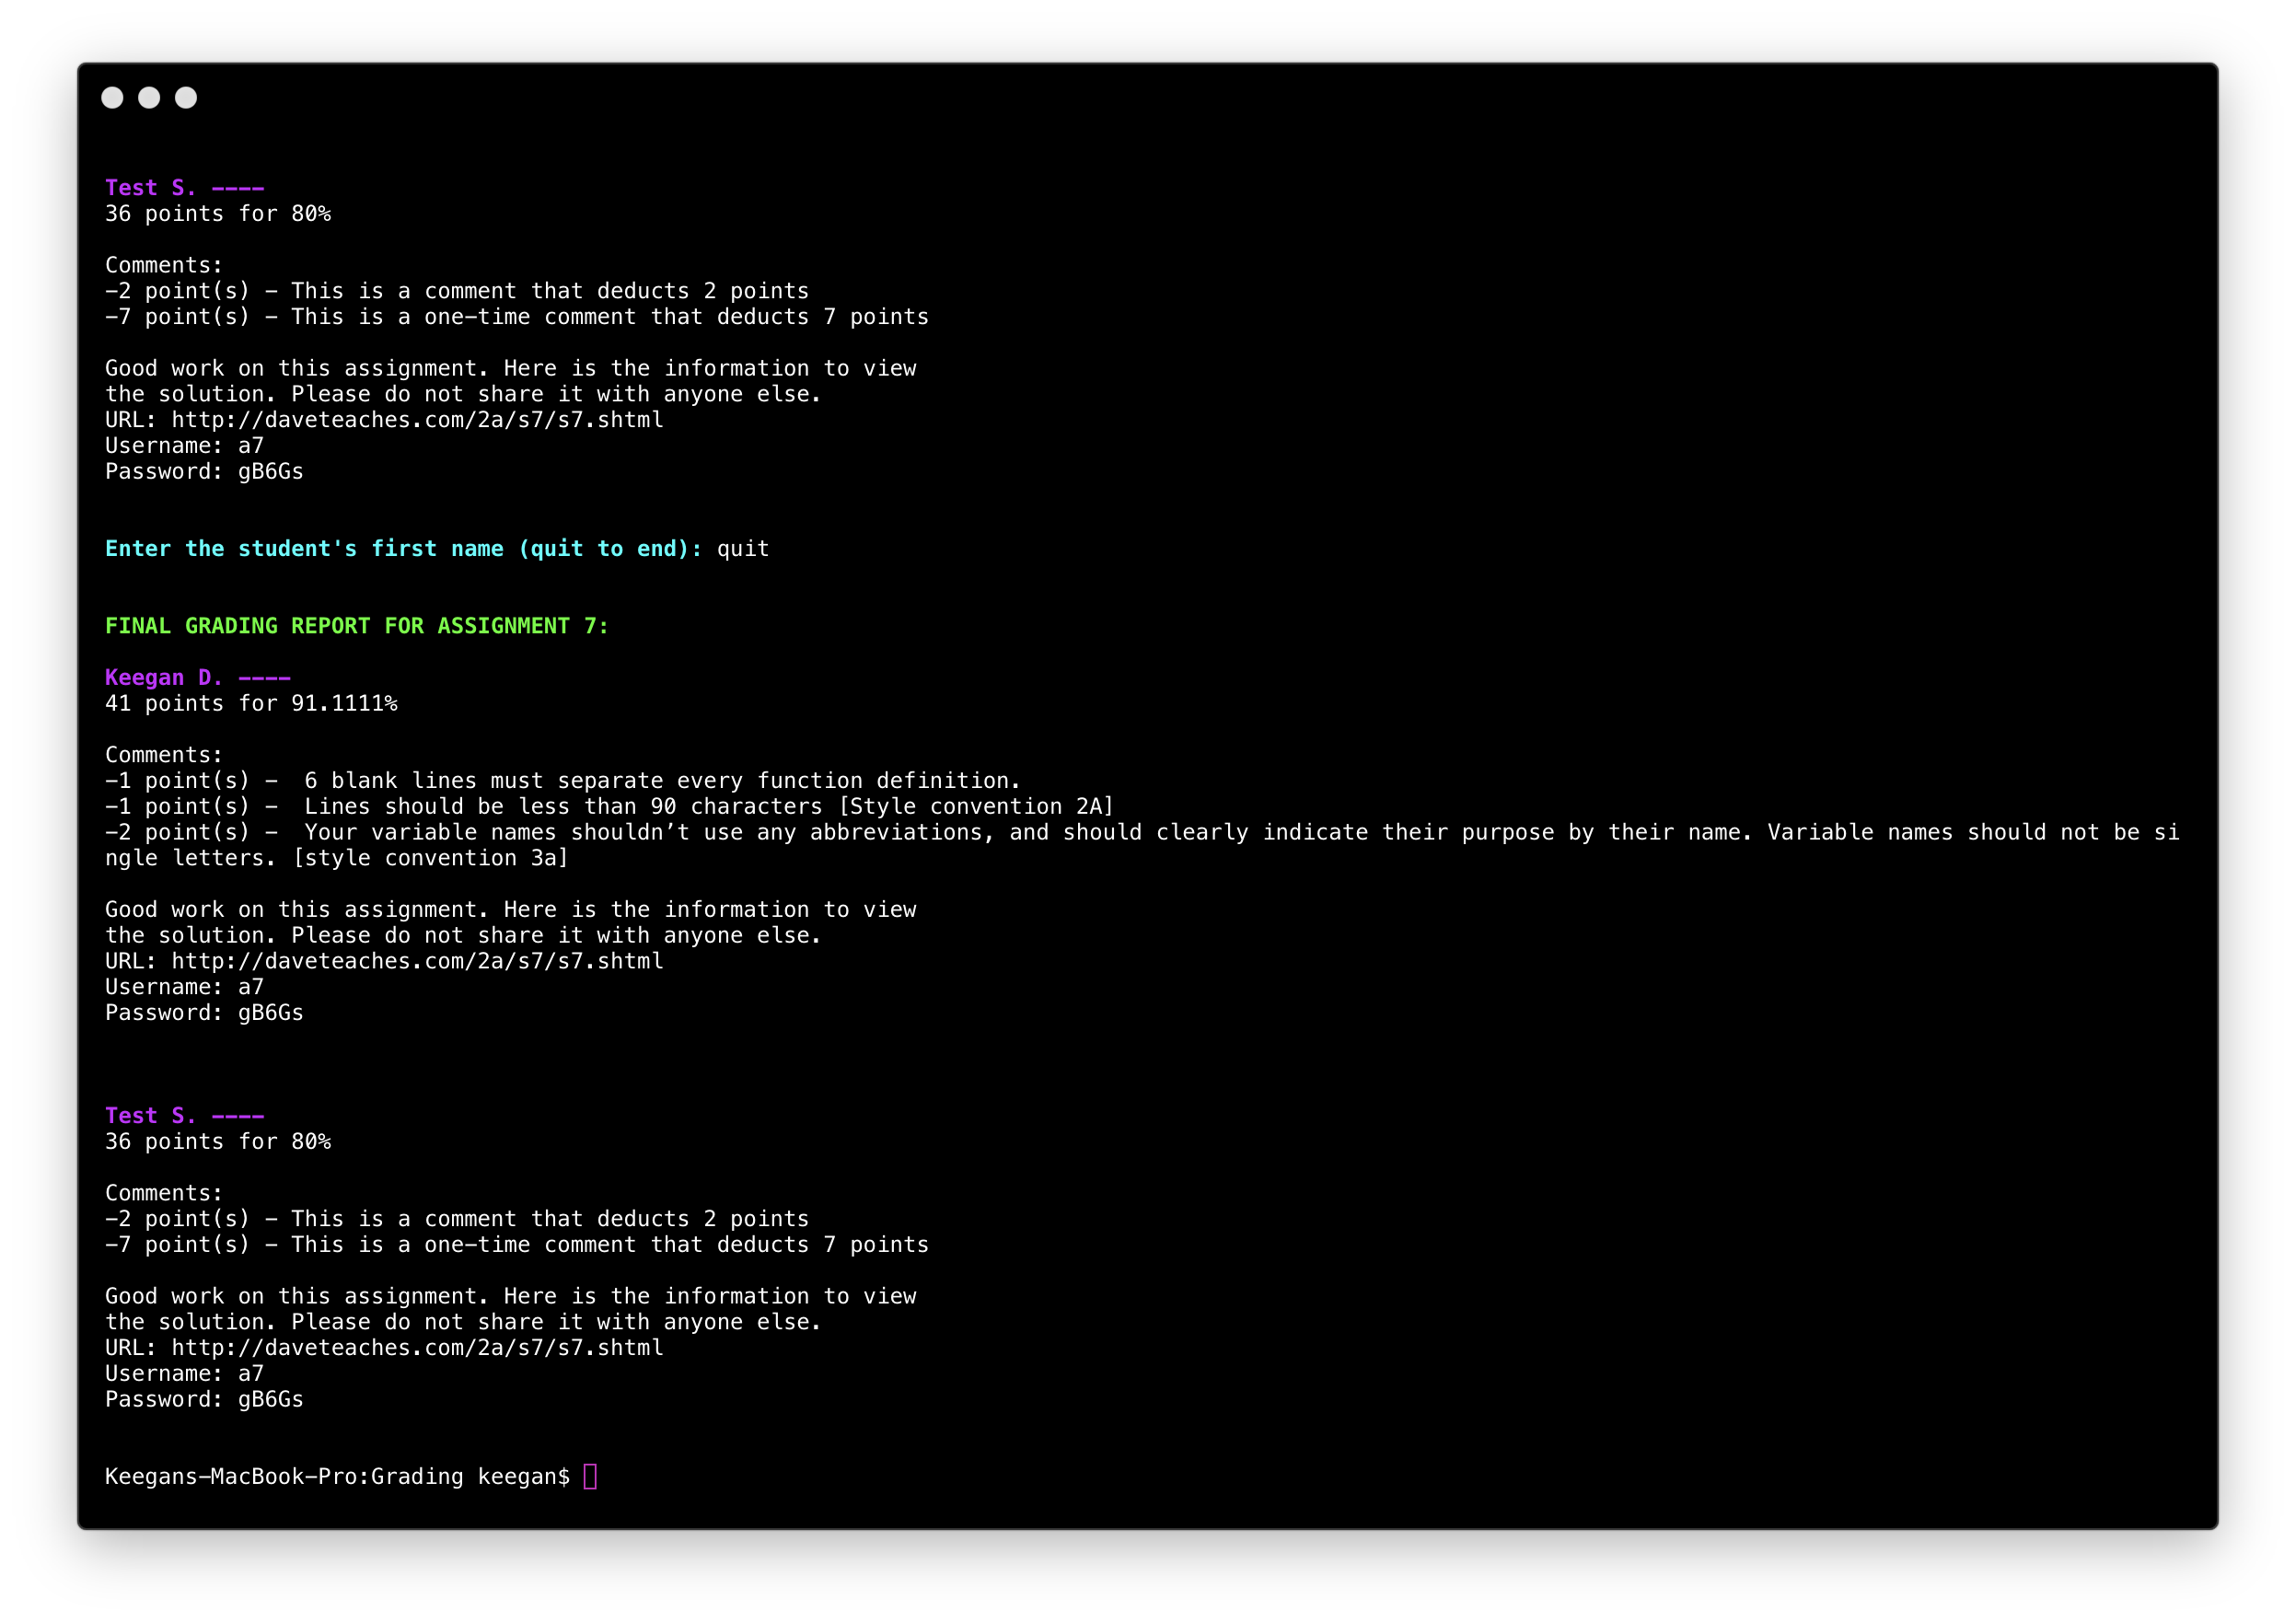 Test S. ----
36 points for 80%
Comments:
-2 point(s) - This is a comment that deducts 2 points
-7 point(s) - This is a one-time comment that deducts 7 points
Good work on this assignment. Here is the information to view
the solution. Please do not share it with anyone else.
URL: http://daveteaches.com/2a/s7/s7.shtml
Username: a7
Password: gB6Gs
Enter the student's first name (quit to end): quit
FINAL GRADING REPORT FOR ASSIGNMENT 7:
Keegan D. ----
41 points for 91.1111%
Comments:
-1 point(s) -  6 blank lines must separate every function definition.
-1 point(s) -  Lines should be less than 90 characters [Style convention 2A]
-2 point(s) -  Your variable names shouldn’t use any abbreviations, and should clearly indicate their purpose by their name. Variable names should not be si
ngle letters. [style convention 3a]
Good work on this assignment. Here is the information to view
the solution. Please do not share it with anyone else.
URL: http://daveteaches.com/2a/s7/s7.shtml
Username: a7
Password: gB6Gs
Test S. ----
36 points for 80%
Comments:
-2 point(s) - This is a comment that deducts 2 points
-7 point(s) - This is a one-time comment that deducts 7 points
Good work on this assignment. Here is the information to view
the solution. Please do not share it with anyone else.
URL: http://daveteaches.com/2a/s7/s7.shtml
Username: a7
Password: gB6Gs
Keegans-MacBook-Pro:Grading keegan$